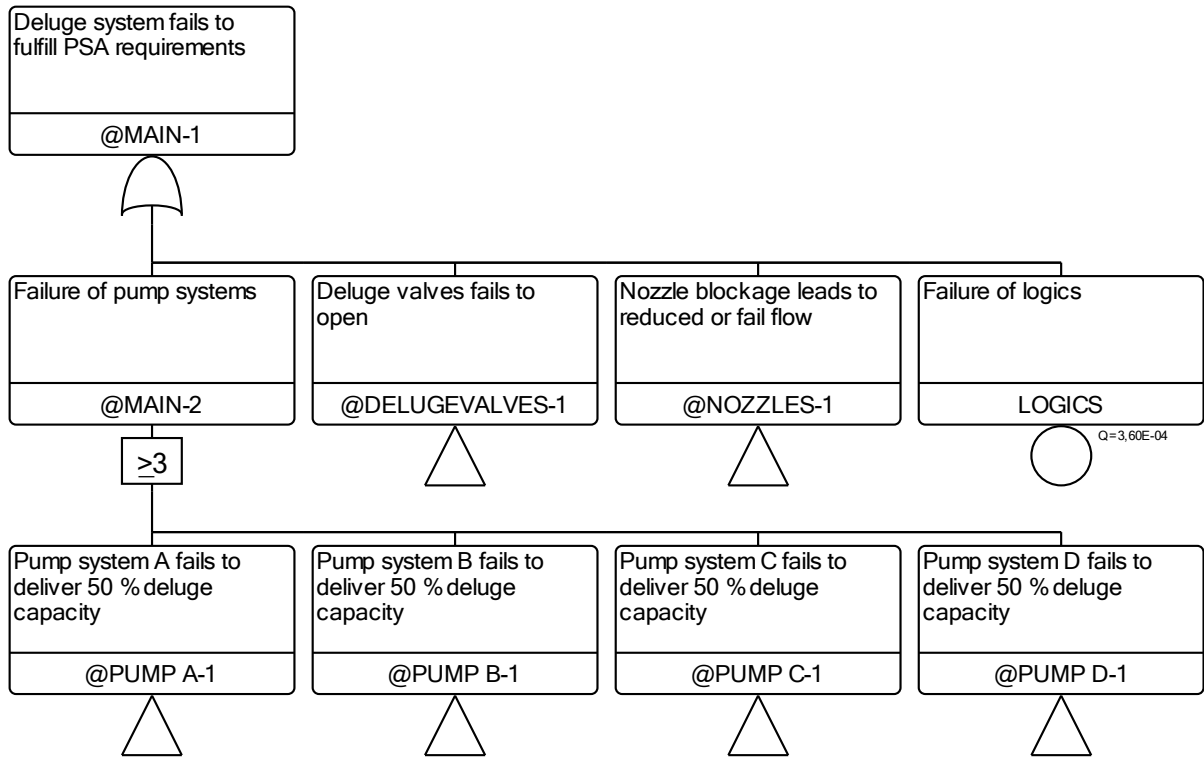 Deluge system fails to
fulfill PSA requirements
@MAIN-1
Failure of pump systems
@MAIN-2
Deluge valves fails to
open
@DELUGEVALVES-1
Nozzle blockage leads to
reduced or fail flow
@NOZZLES-1
Failure of logics
LOGICS
Q=3,60E-04
≥3
Pump system A fails to
deliver 50 % deluge
capacity
@PUMP A-1
Pump system B fails to
deliver 50 % deluge
capacity
@PUMP B-1
Pump system C fails to
deliver 50 % deluge
capacity
@PUMP C-1
Pump system D fails to
deliver 50 % deluge
capacity
@PUMP D-1